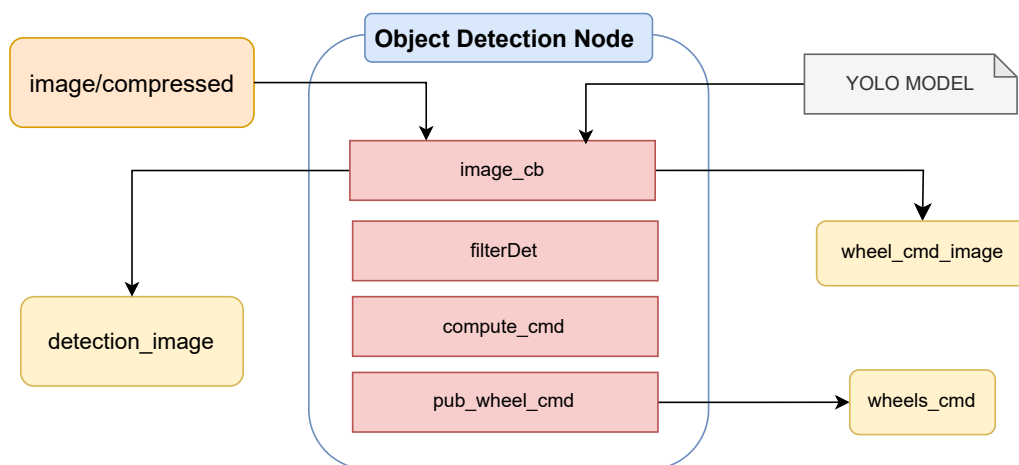 Object Detection Node
image/compressed
YOLO MODEL
image_cb
filterDet
wheel_cmd_image
detection_image
compute_cmd
pub_wheel_cmd
wheels_cmd